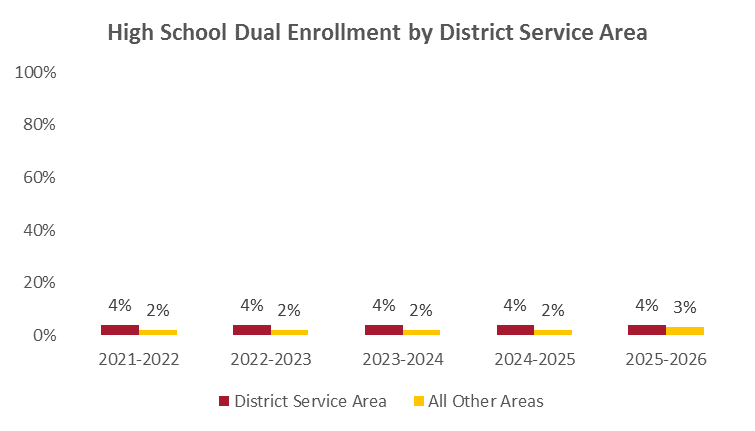 High School Dual Enrollment by District Service Area
100%
80%
60%
40%
20%
0%
4% 2% 4% 2% 4% 2% 4% 2% 4% 3%
2021-2022 2022-2023 2023-2024 2024-2025 2025-2026
District Service Area All Other Areas